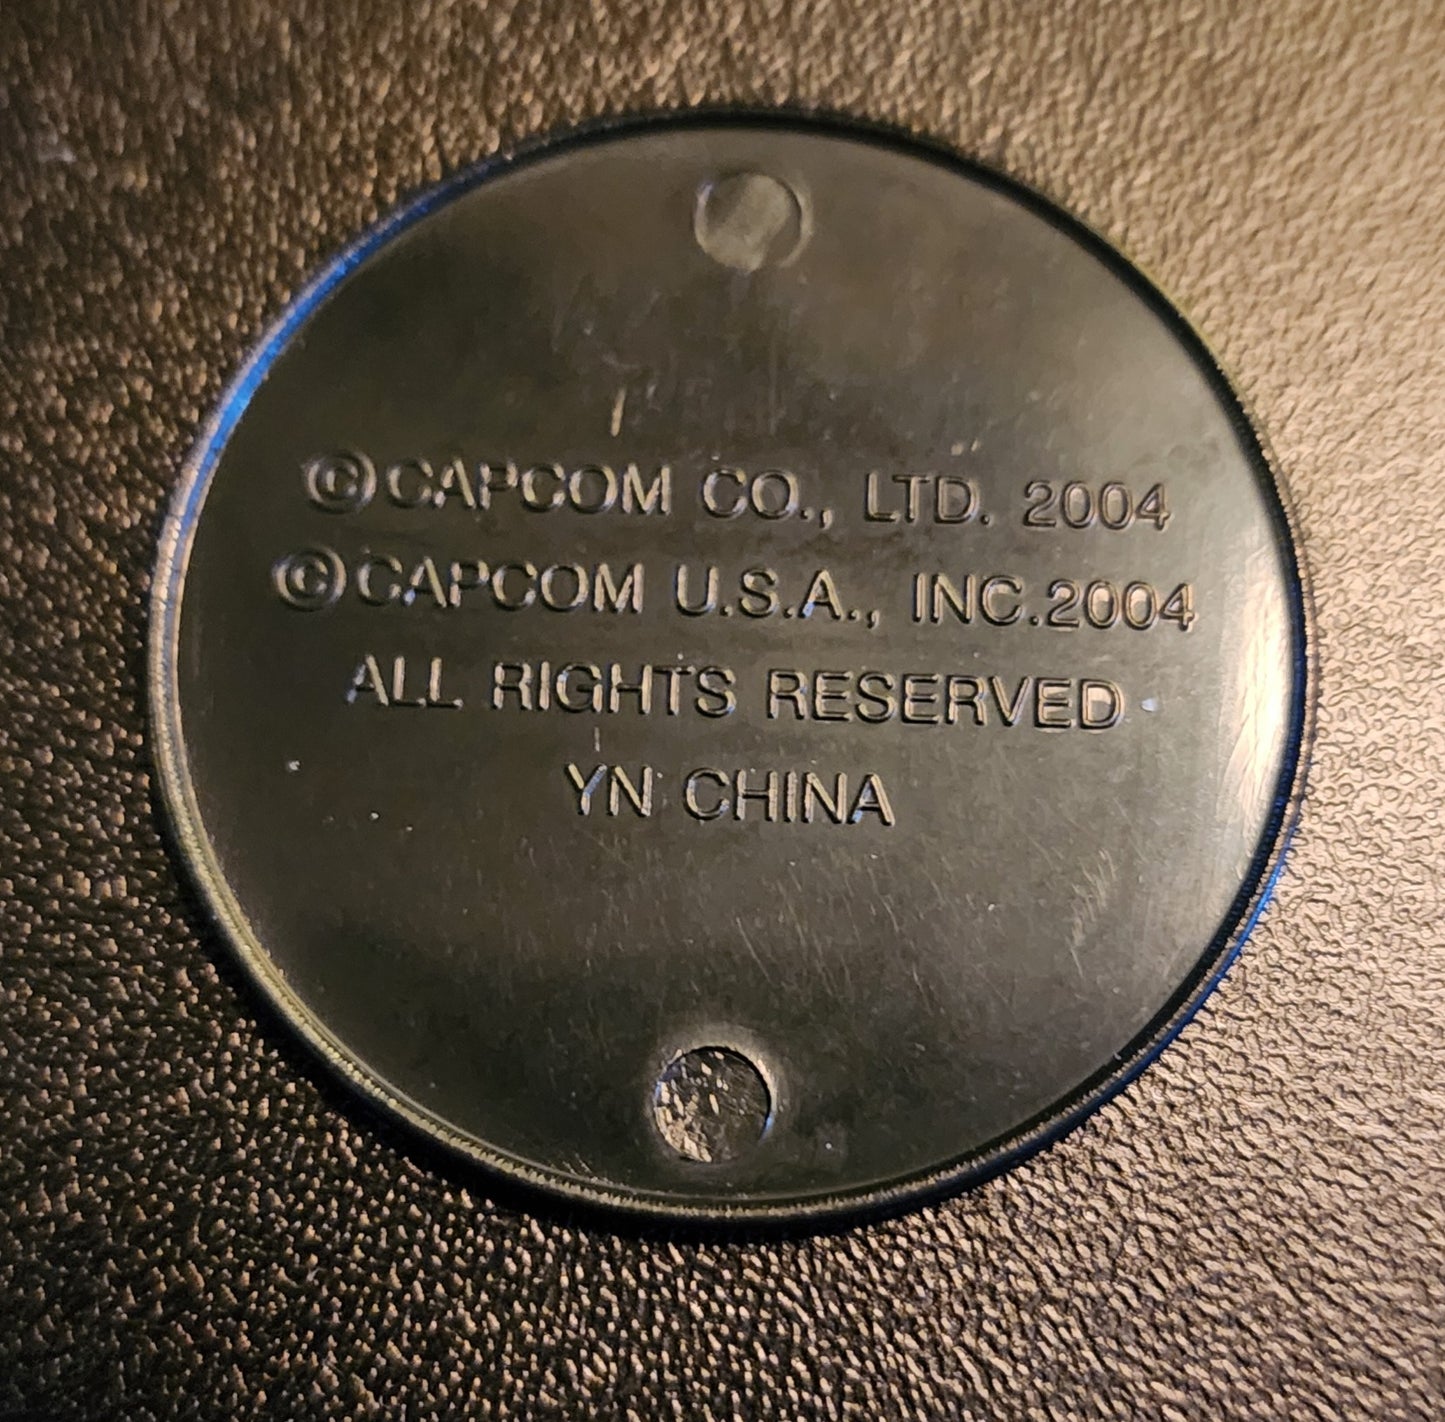 ©CAPCOM CO., LTD. 2004
©CAPCOM U.S.A., INC.2004
ALL RIGHTS RESERVED
YN CHINA